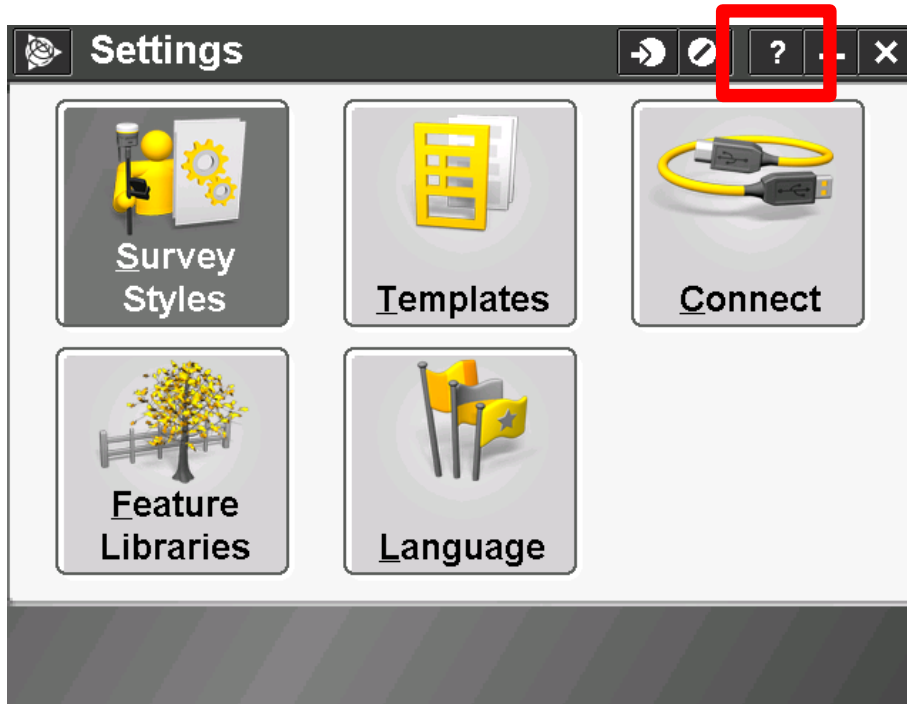 Settings
?
Survey
Styles
Templates
Connect
Feature
Libraries
Language